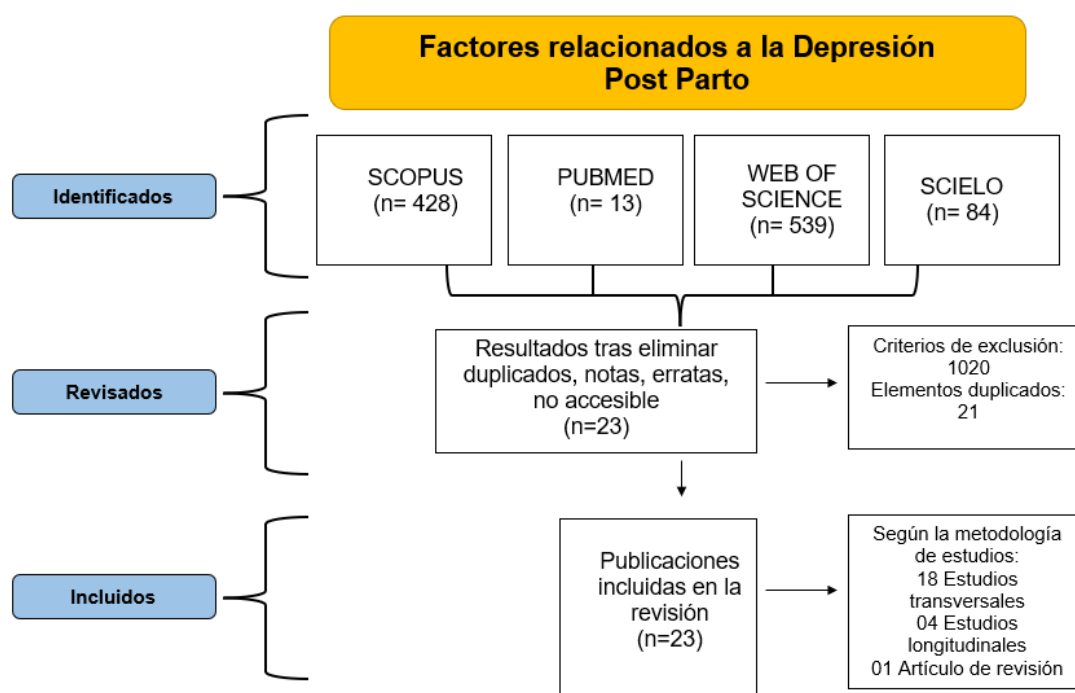 Factores relacionados a la Depresión
Post Parto
Identificados
SCOPUS
(n= 428)
PUBMED
(n= 13)
WEB OF
SCIENCE
(n= 539)
SCIELO
(n= 84)
Revisados
Resultados tras eliminar
duplicados, notas, erratas,
no accesible
(n=23)
Criterios de exclusión:
1020
Elementos duplicados:
21
Incluidos
Publicaciones
incluidas en la
revisión
(n=23)
Según la metodología
de estudios:
18 Estudios
transversales
04 Estudios
longitudinales
01 Artículo de revisión